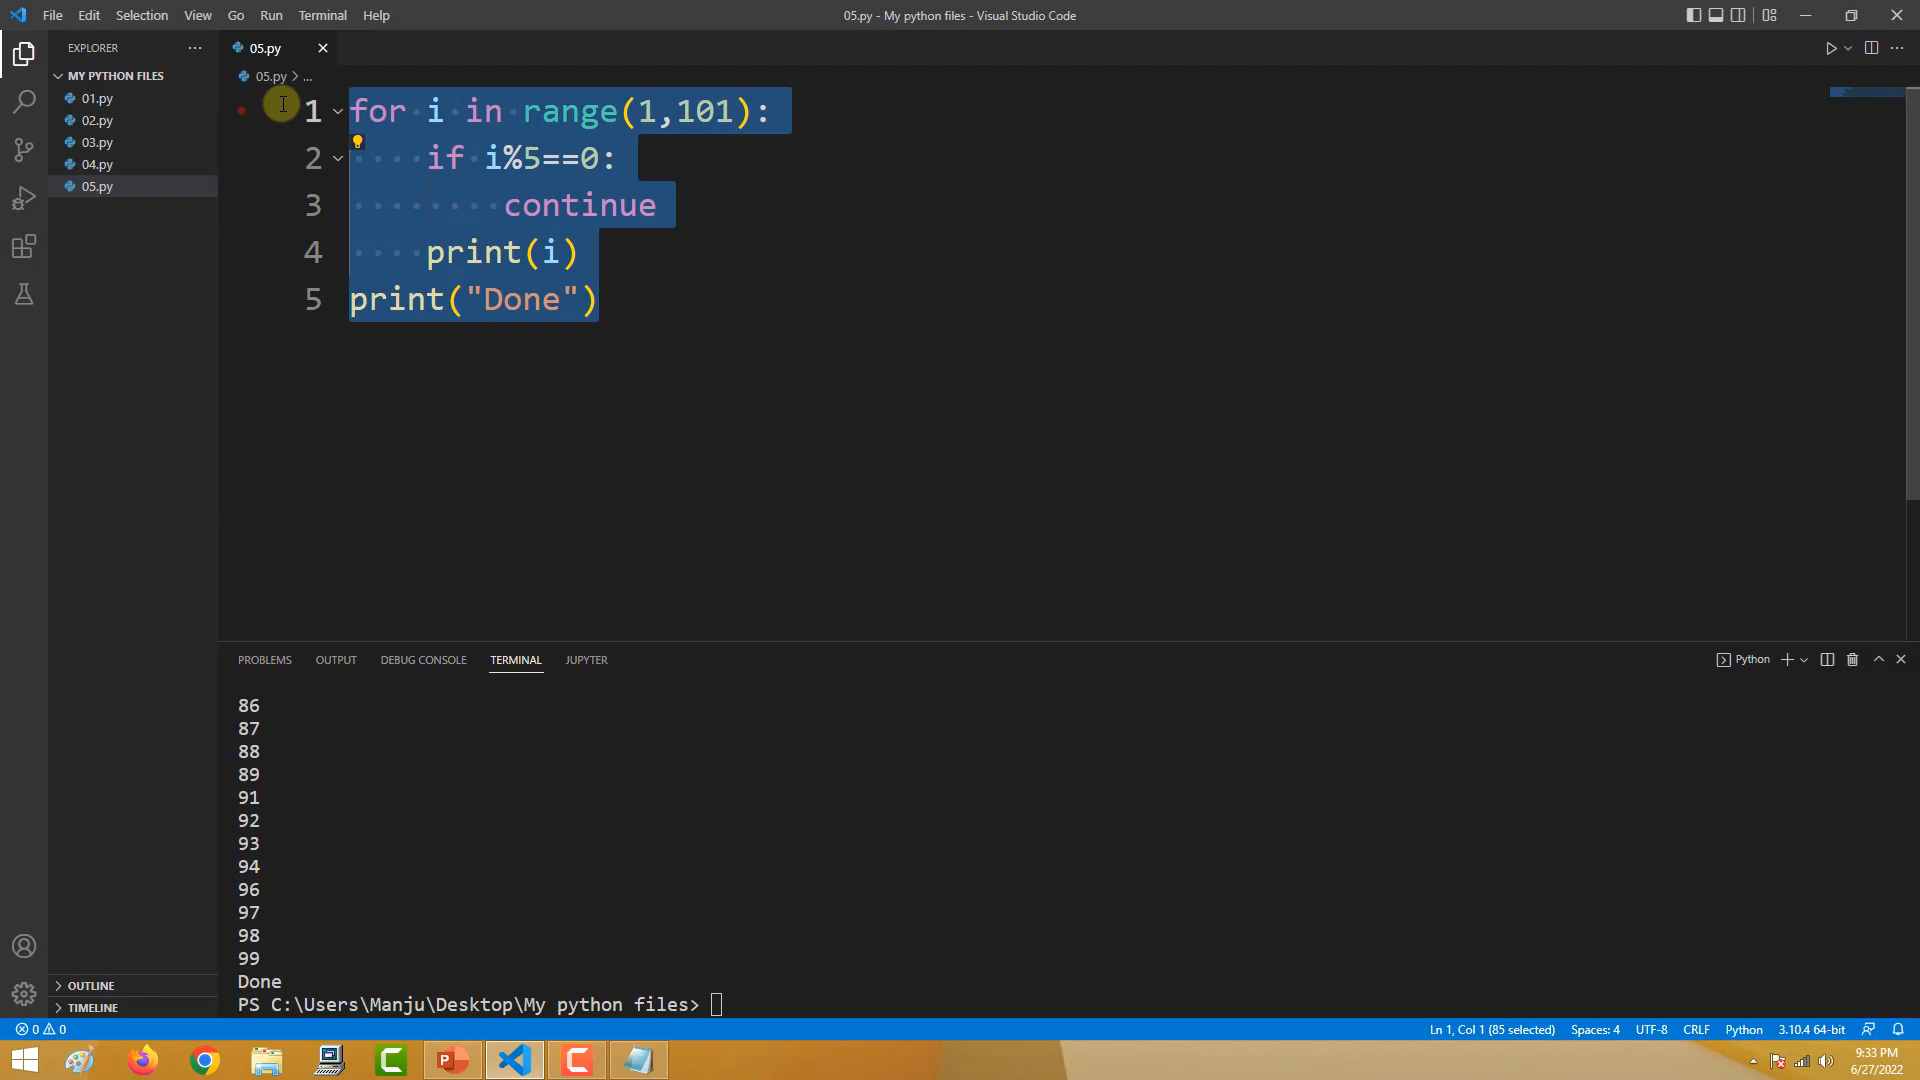 File Edit Selection View Go Run Terminal Help
05.py - My python files - Visual Studio Code
EXPLORER
MY PYTHON FILES
01.py
02.py
03.py
04.py
05.py
OUTLINE
TIMELINE
05.py
05.py > ...
1 for i in range(1,101):
2 if i%5==0:
3 continue
4 print(i)
5 print("Done")
PROBLEMS OUTPUT DEBUG CONSOLE TERMINAL JUPYTER
Python
86
87
88
89
91
92
93
94
96
97
98
99
Done
PS C:\Users\Manju\Desktop\My python files>
0 0
Ln 1, Col 1 (85 selected) Spaces: 4 UTF-8 CRLF Python 3.10.4 64-bit
9:33 PM
6/27/2022